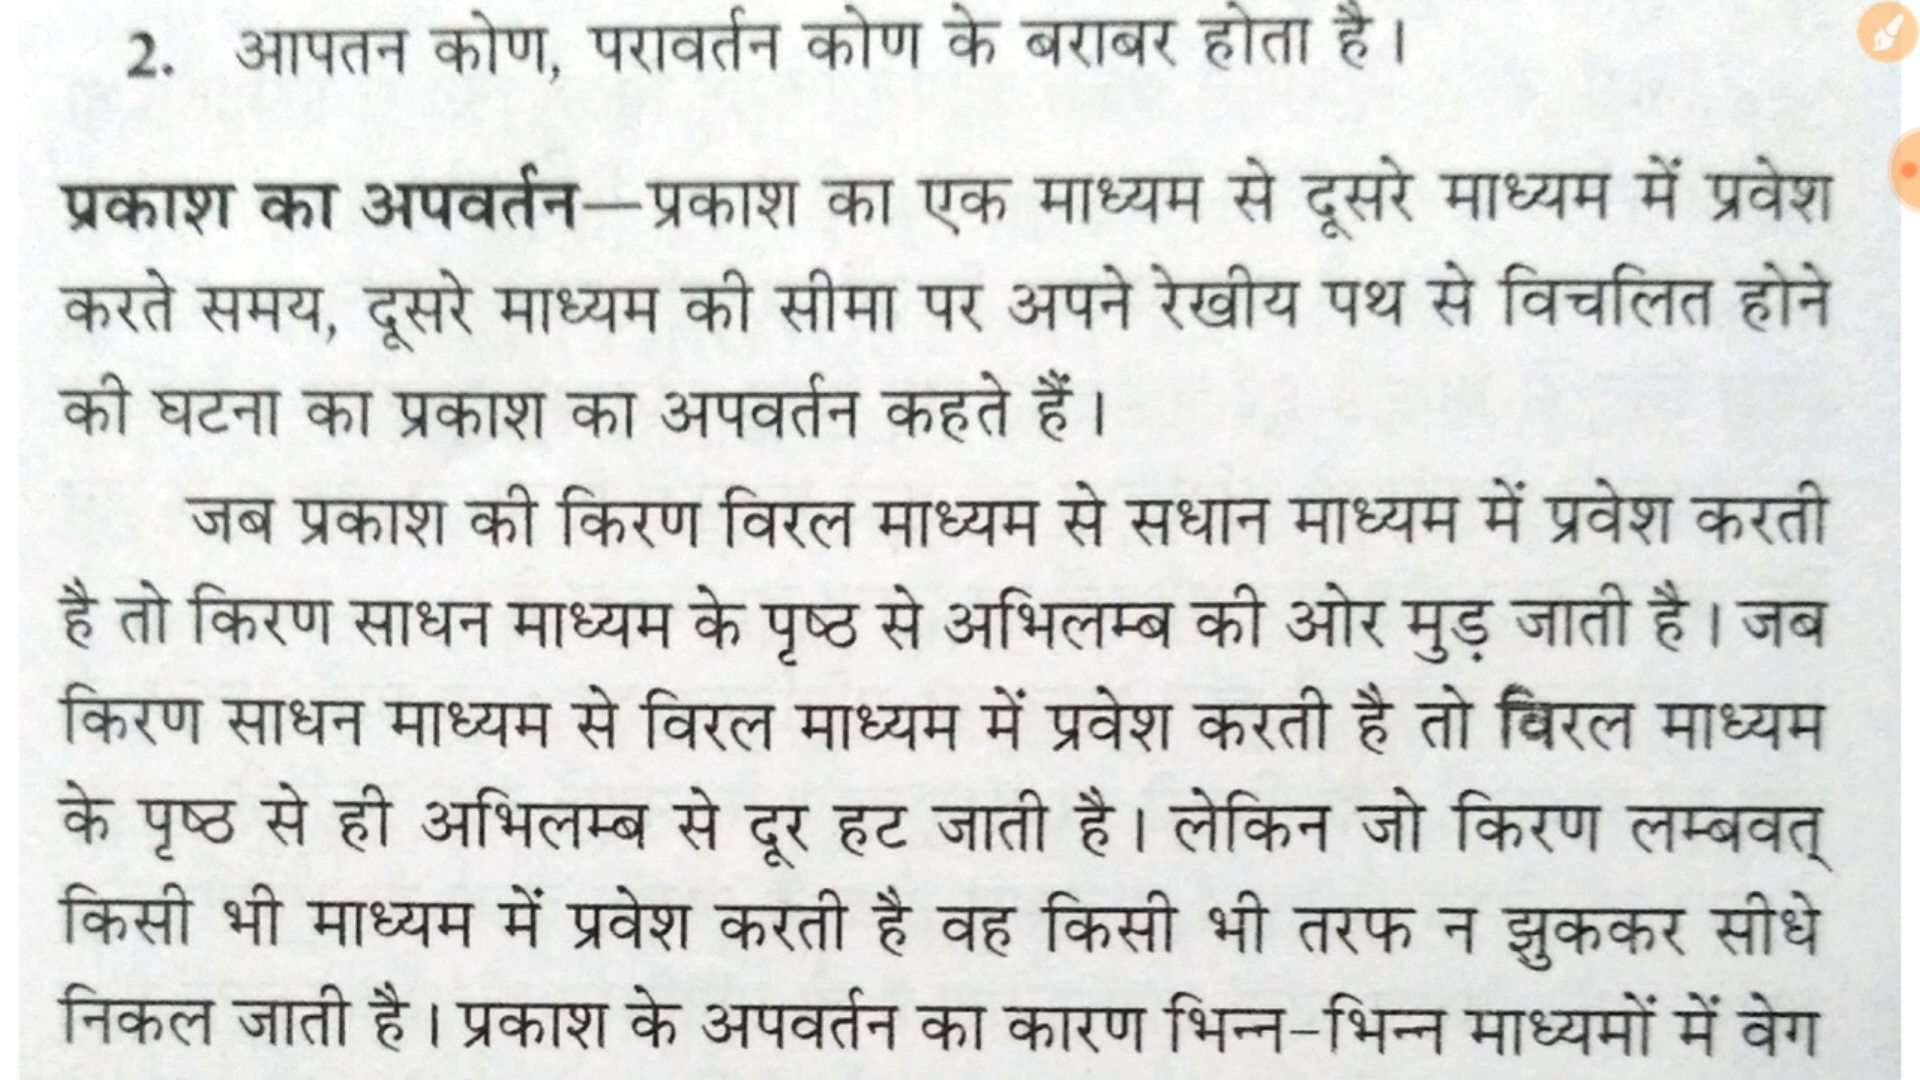 2. आपतन कोण, परावर्तन कोण के बराबर होता है।
प्रकाश का अपवर्तन—प्रकाश का एक माध्यम से दूसरे माध्यम में प्रवेश
करते समय, दूसरे माध्यम की सीमा पर अपने रेखीय पथ से विचलित होने
की घटना का प्रकाश का अपवर्तन कहते हैं।
जब प्रकाश की किरण विरल माध्यम से सधान माध्यम में प्रवेश करती
है तो किरण साधन माध्यम के पृष्ठ से अभिलम्ब की ओर मुड़ जाती है। जब
किरण साधन माध्यम से विरल माध्यम में प्रवेश करती है तो विरल माध्यम
के पृष्ठ से ही अभिलम्ब से दूर हट जाती है। लेकिन जो किरण लम्बवत्
किसी भी माध्यम में प्रवेश करती है वह किसी भी तरफ न झुककर सीधे
निकल जाती है। प्रकाश के अपवर्तन का कारण भिन्न-भिन्न माध्यमों में वेग